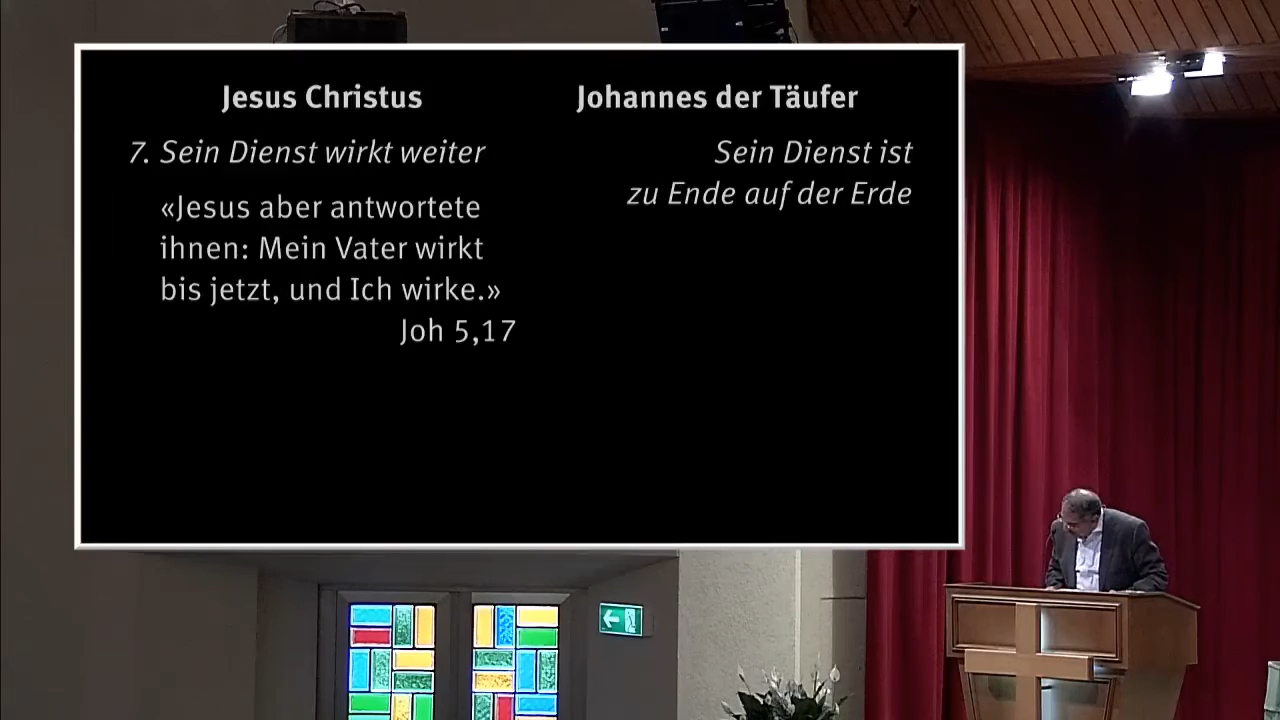 Jesus Christus
7. Sein Dienst wirkt weiter
«Jesus aber antwortete
ihnen: Mein Vater wirkt
bis jetzt, und Ich wirke.»
Joh 5,17
Johannes der Täufer
Sein Dienst ist
zu Ende auf der Erde